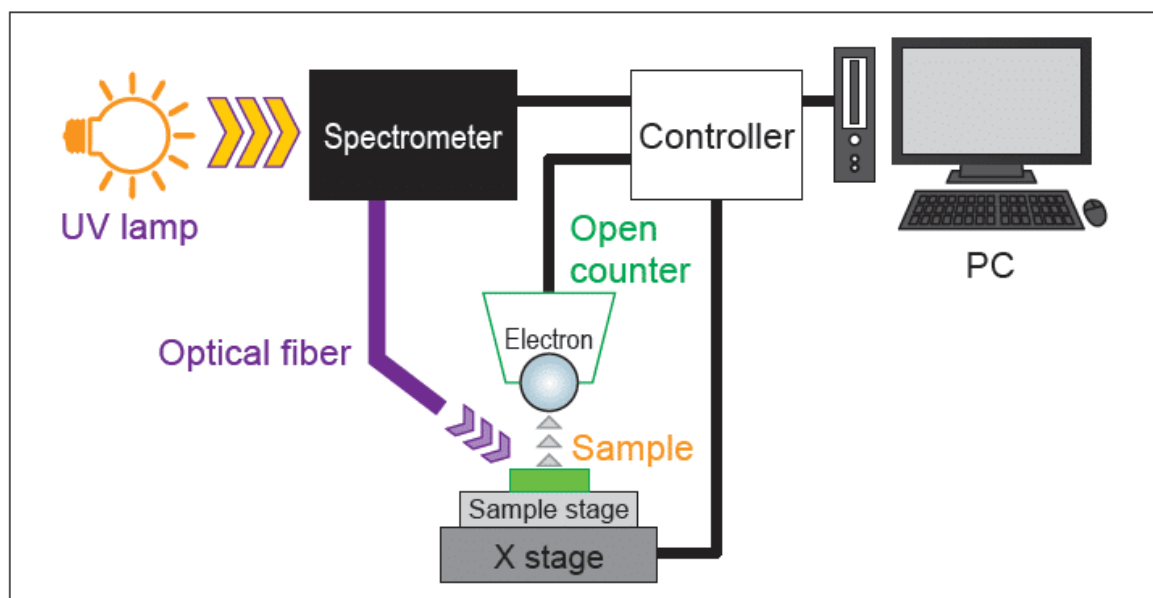 Spectrometer
Controller
UV lamp
Open
counter
PC
Electron
Optical fiber
Sample
Sample stage
X stage